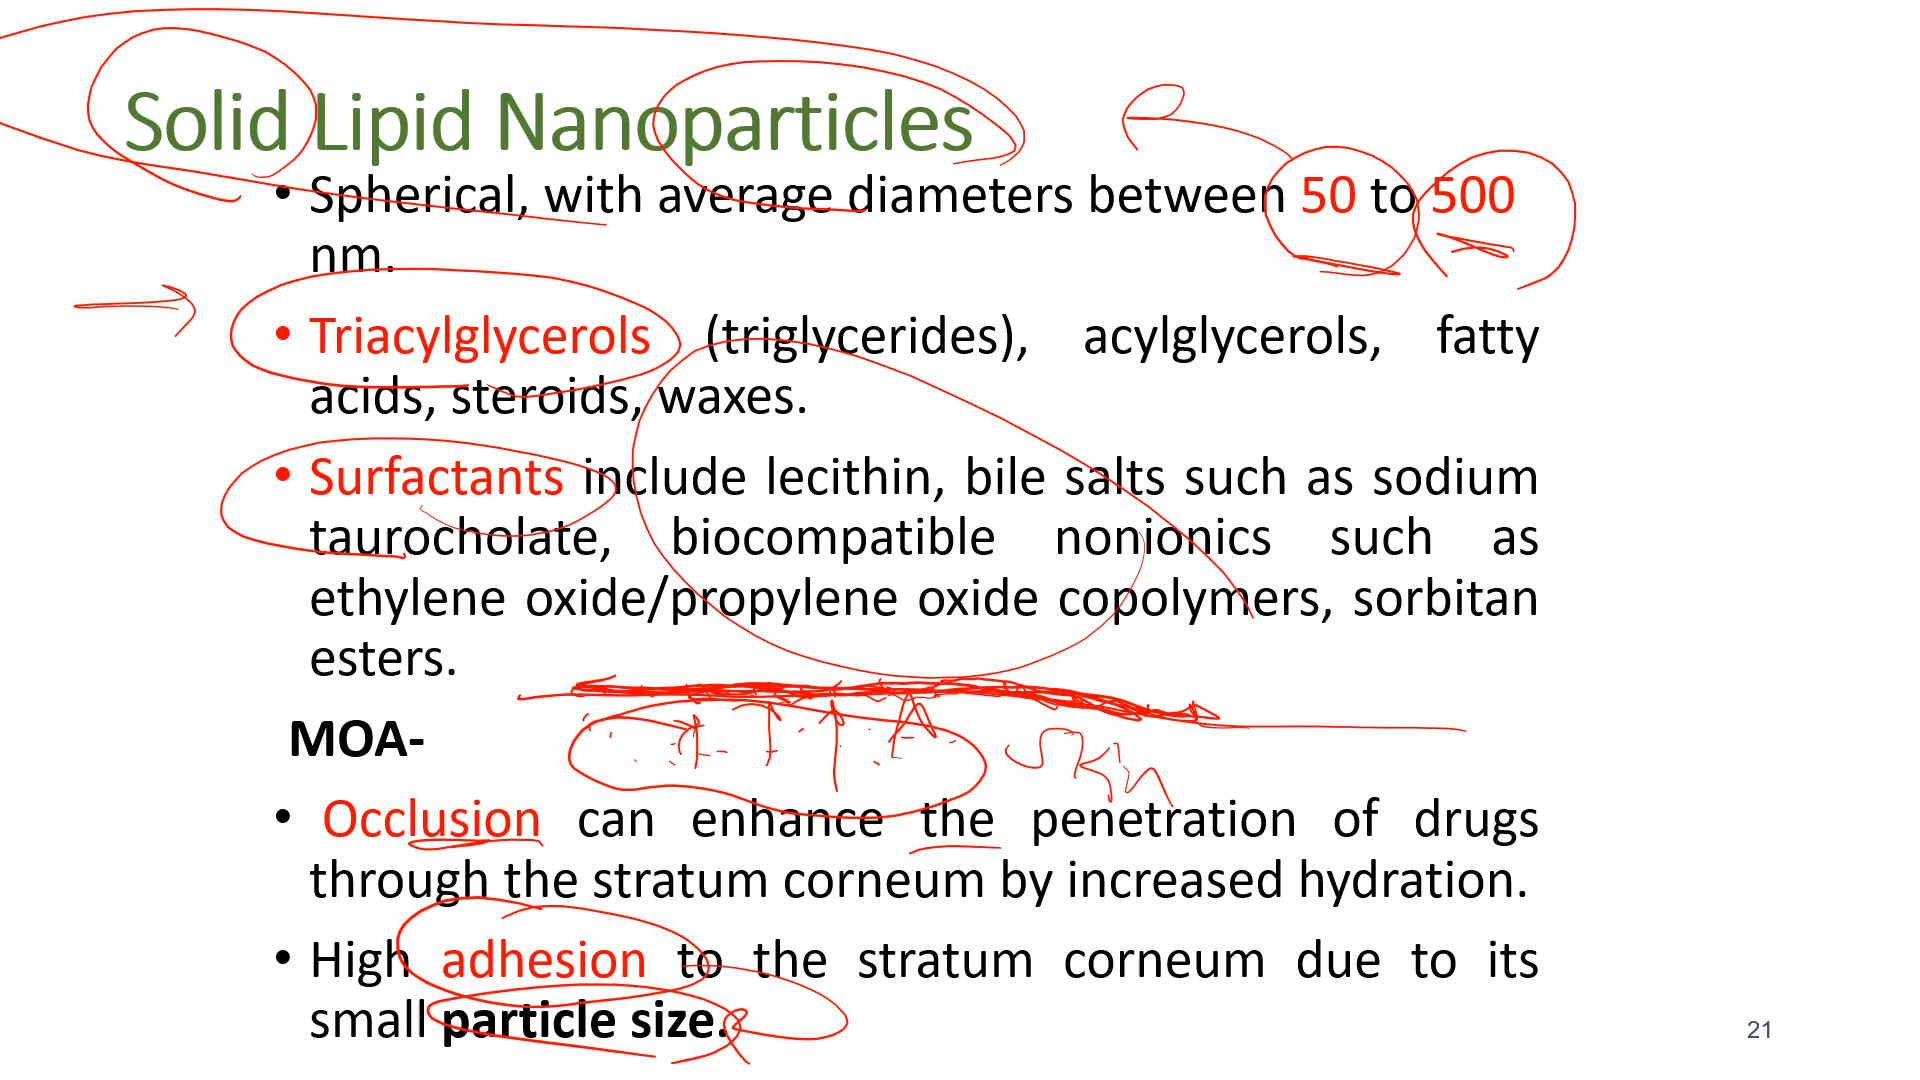 Solid Lipid Nanoparticles
• Spherical, with average diameters between 50 to 500
nm.
• Triacylglycerols (triglycerides), acylglycerols, fatty
acids, steroids, waxes.
• Surfactants include lecithin, bile salts such as sodium
taurocholate, biocompatible nonionics such as
ethylene oxide/propylene oxide copolymers, sorbitan
esters.
MOA-
Skin
• Occlusion can enhance the penetration of drugs
through the stratum corneum by increased hydration.
• High adhesion to the stratum corneum due to its
small particle size.
21